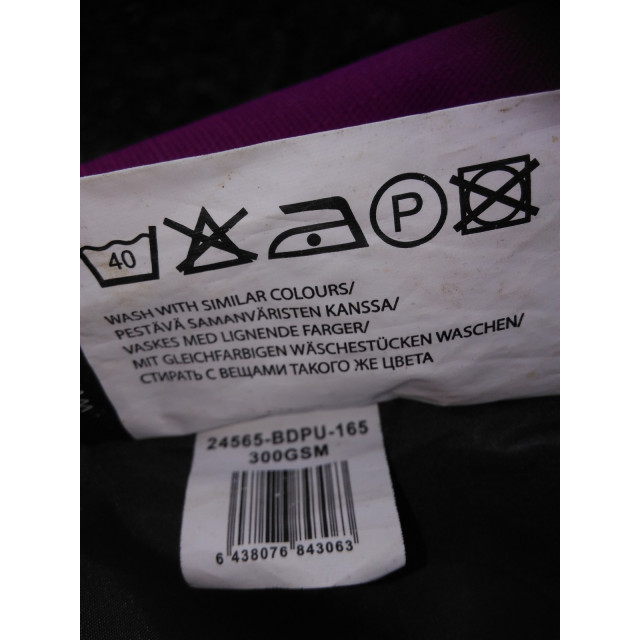 40
P
WASH WITH SIMILAR COLOURS/
PESTÄVÄ SAMANVÄRISTEN KANSSA/
VASKES MED LIGNENDE FARGER/
MIT GLEICHFARBIGEN WÄSCHESTÜCKEN WASCHEN/
СТИРАТЬ С ВЕЩАМИ ТАКОГО ЖЕ ЦВЕТА
24565-BDPU-165
300GSM
6 438076 843063